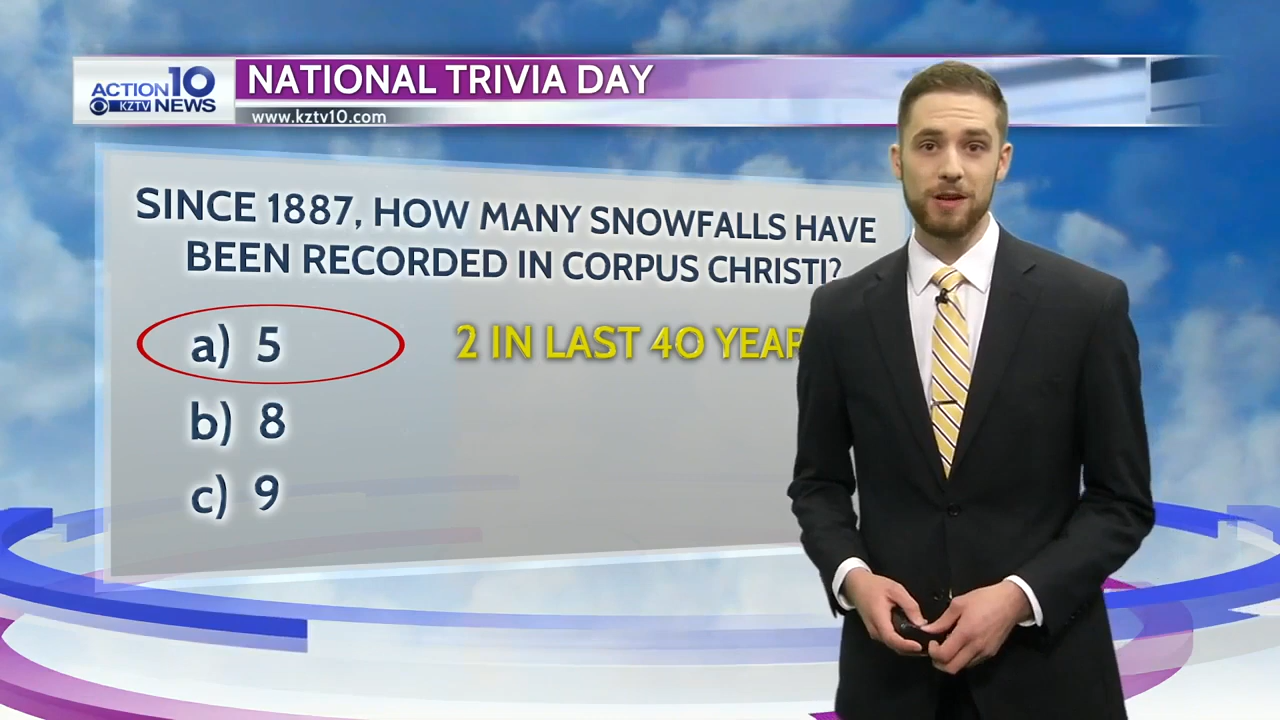 ACTION 10
KZTV NEWS
NATIONAL TRIVIA DAY
www.kztv10.com
SINCE 1887, HOW MANY SNOWFALLS HAVE
BEEN RECORDED IN CORPUS CHRISTI?
a) 5
2 IN LAST 40 YEAR
b) 8
c) 9